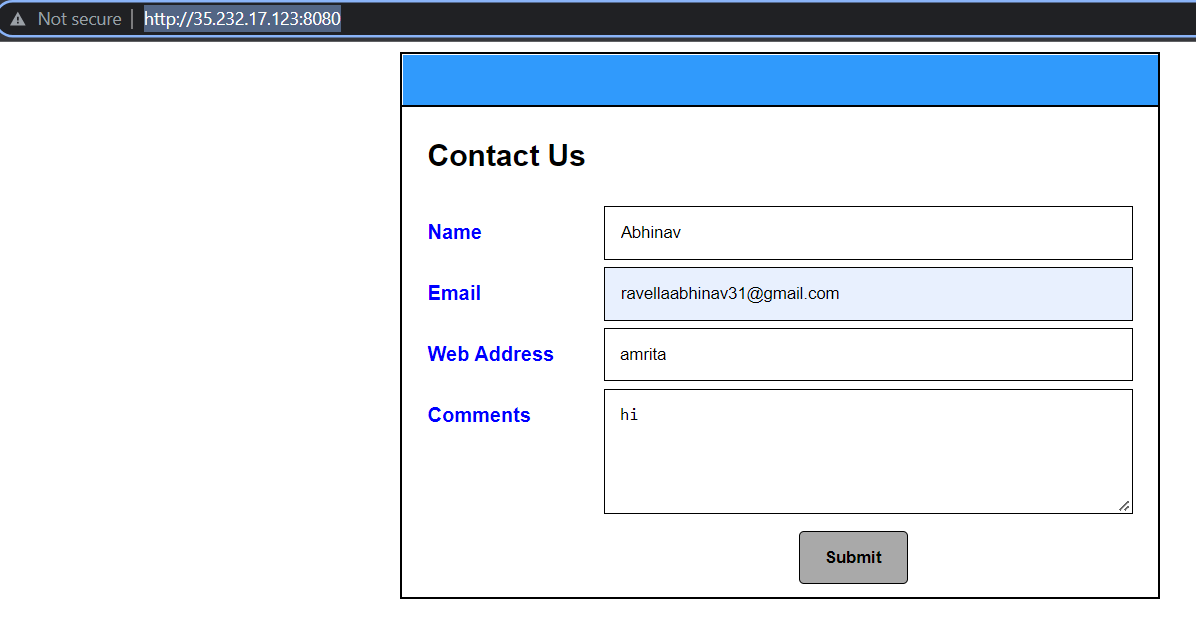 Not secure | http://35.232.17.123:8080
Contact Us
Name Abhinav
Email ravellaabhinav31@gmail.com
Web Address amrita
Comments hi
Submit